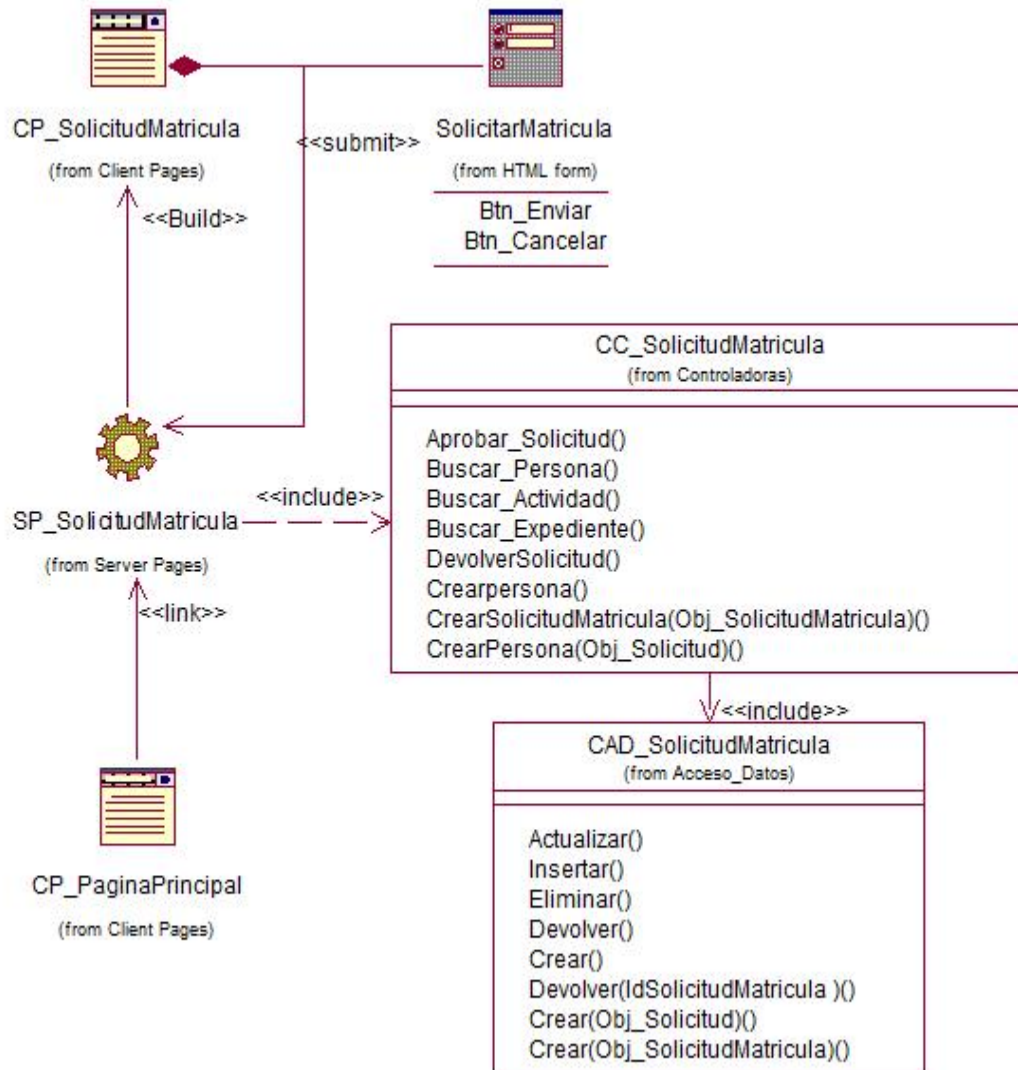 CP_SolicitudMatricula
(from Client Pages)
SolicitarMatricula
(from HTML form)
Btn_Enviar
Btn_Cancelar
<<submit>>
<<Build>>
SP_SolicitudMatricula
(from Server Pages)
<<include>>
CC_SolicitudMatricula
(from Controladoras)
Aprobar_Solicitud()
Buscar_Persona()
Buscar_Actividad()
Buscar_Expediente()
DevolverSolicitud()
Crearpersona()
CrearSolicitudMatricula(Obj_SolicitudMatricula)()
CrearPersona(Obj_Solicitud)()
<<link>>
<<include>>
CP_PaginaPrincipal
(from Client Pages)
CAD_SolicitudMatricula
(from Acceso_Datos)
Actualizar()
Insertar()
Eliminar()
Devolver()
Crear()
Devolver(IdSolicitudMatricula )()
Crear(Obj_Solicitud)()
Crear(Obj_SolicitudMatricula)()